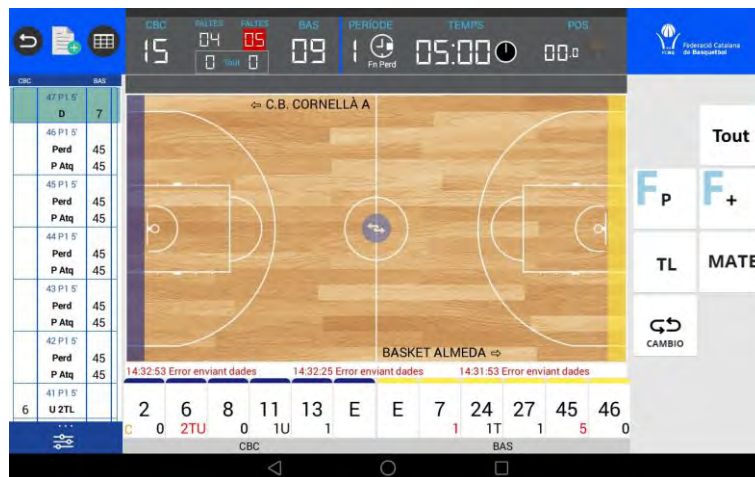 CBC FALTES FALTES BAS PERÍODE TEMPS POS
15 04 05 09 1 Fn Perd 05:00 00.0
0 Tout 0
FCBQ Federació Catalana
de Basquetbol
CBC BAS
47 P1 5'
D 7
46 P1 5'
Perd 45
P Atq 45
45 P1 5'
Perd 45
P Atq 45
44 P1 5'
Perd 45
P Atq 45
43 P1 5'
Perd 45
P Atq 45
42 P1 5'
Perd 45
P Atq 45
41 P1 5'
6 U 2TL
⇦ C.B. CORNELLÀ A
BASKET ALMEDA ⇨
14:32:53 Error enviant dades 14:32:25 Error enviant dades 14:31:53 Error enviant dades
2 6 8 11 13 E E 7 24 27 45 46
C 0 2TU 0 1U 1 1 1T 1 5 0
CBC BAS
Tout
F P F +
TL MATE
CAMBIO